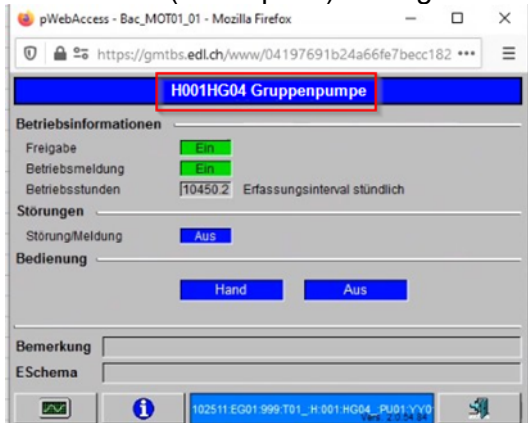 pWebAccess - Bac_MOT01_01 - Mozilla Firefox
https://gmtbs.edl.ch/www/04197691b24a66fe7becc182
H001HG04 Gruppenpumpe
Betriebsinformationen
Freigabe Ein
Betriebsmeldung Ein
Betriebsstunden 10450.2 Erfassungsinterval stündlich
Störungen
Störung/Meldung Aus
Bedienung
Hand Aus
Bemerkung
ESchema
102511:EG01:999:T01_:H:001:HG04_:PU01:YV0